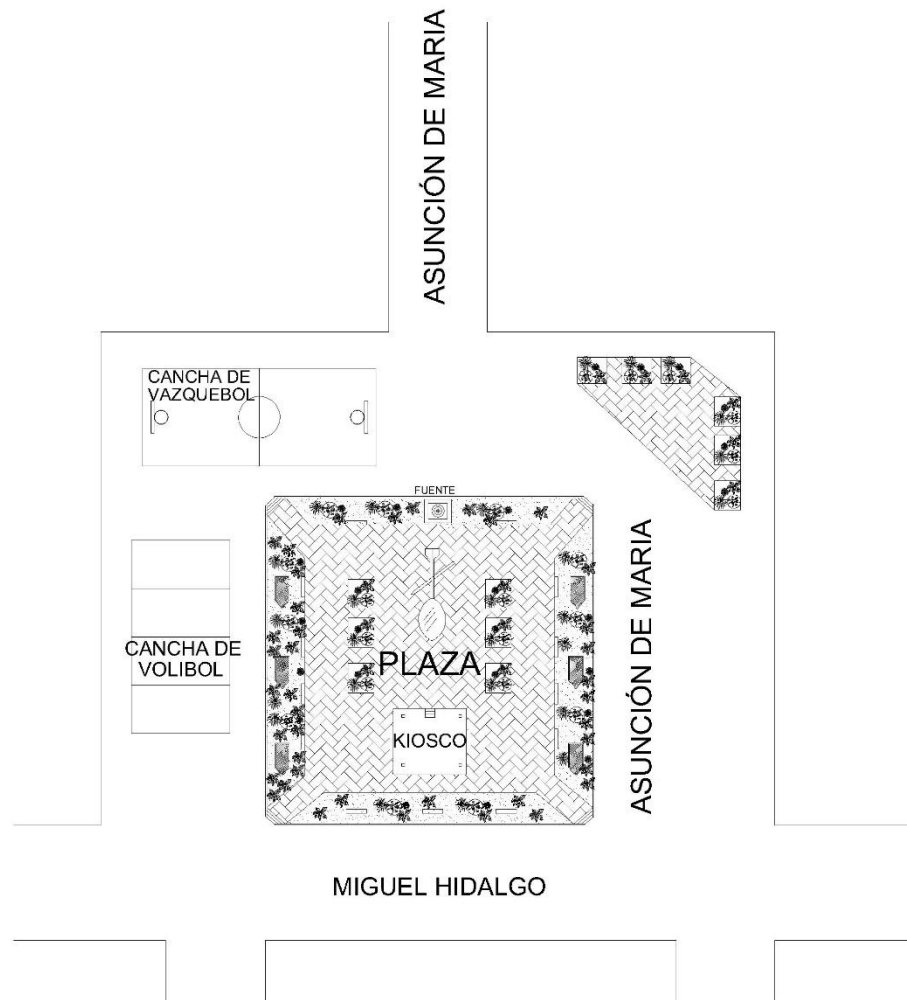 ASUNCIÓN DE MARIA
CANCHA DE
VAZQUEBOL
FUENTE
CANCHA DE
VOLIBOL
PLAZA
KIOSCO
ASUNCIÓN DE MARIA
MIGUEL HIDALGO